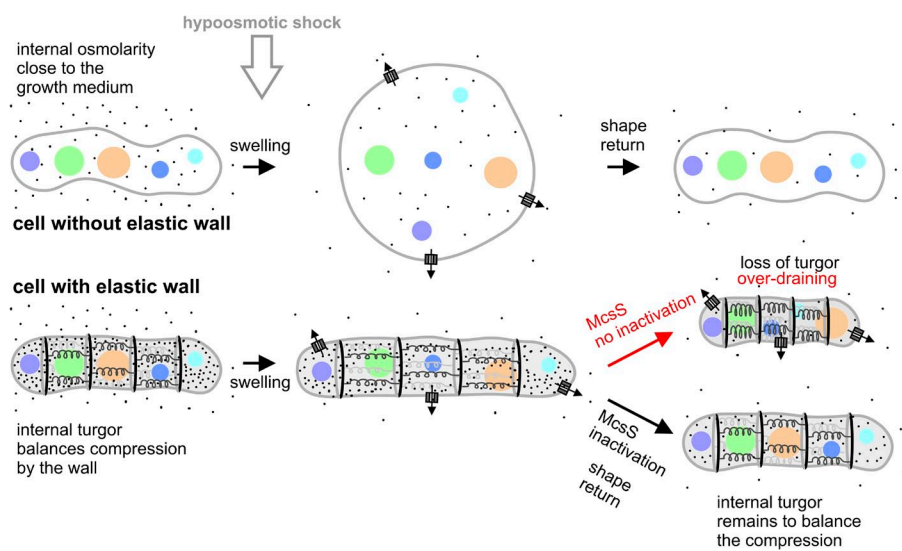 hypoosmotic shock
internal osmolarity
close to the
growth medium
swelling
shape
return
cell without elastic wall
cell with elastic wall
loss of turgor
over-draining
McsS
no inactivation
swelling
McsS
inactivation
shape
return
internal turgor
balances compression
by the wall
internal turgor
remains to balance
the compression